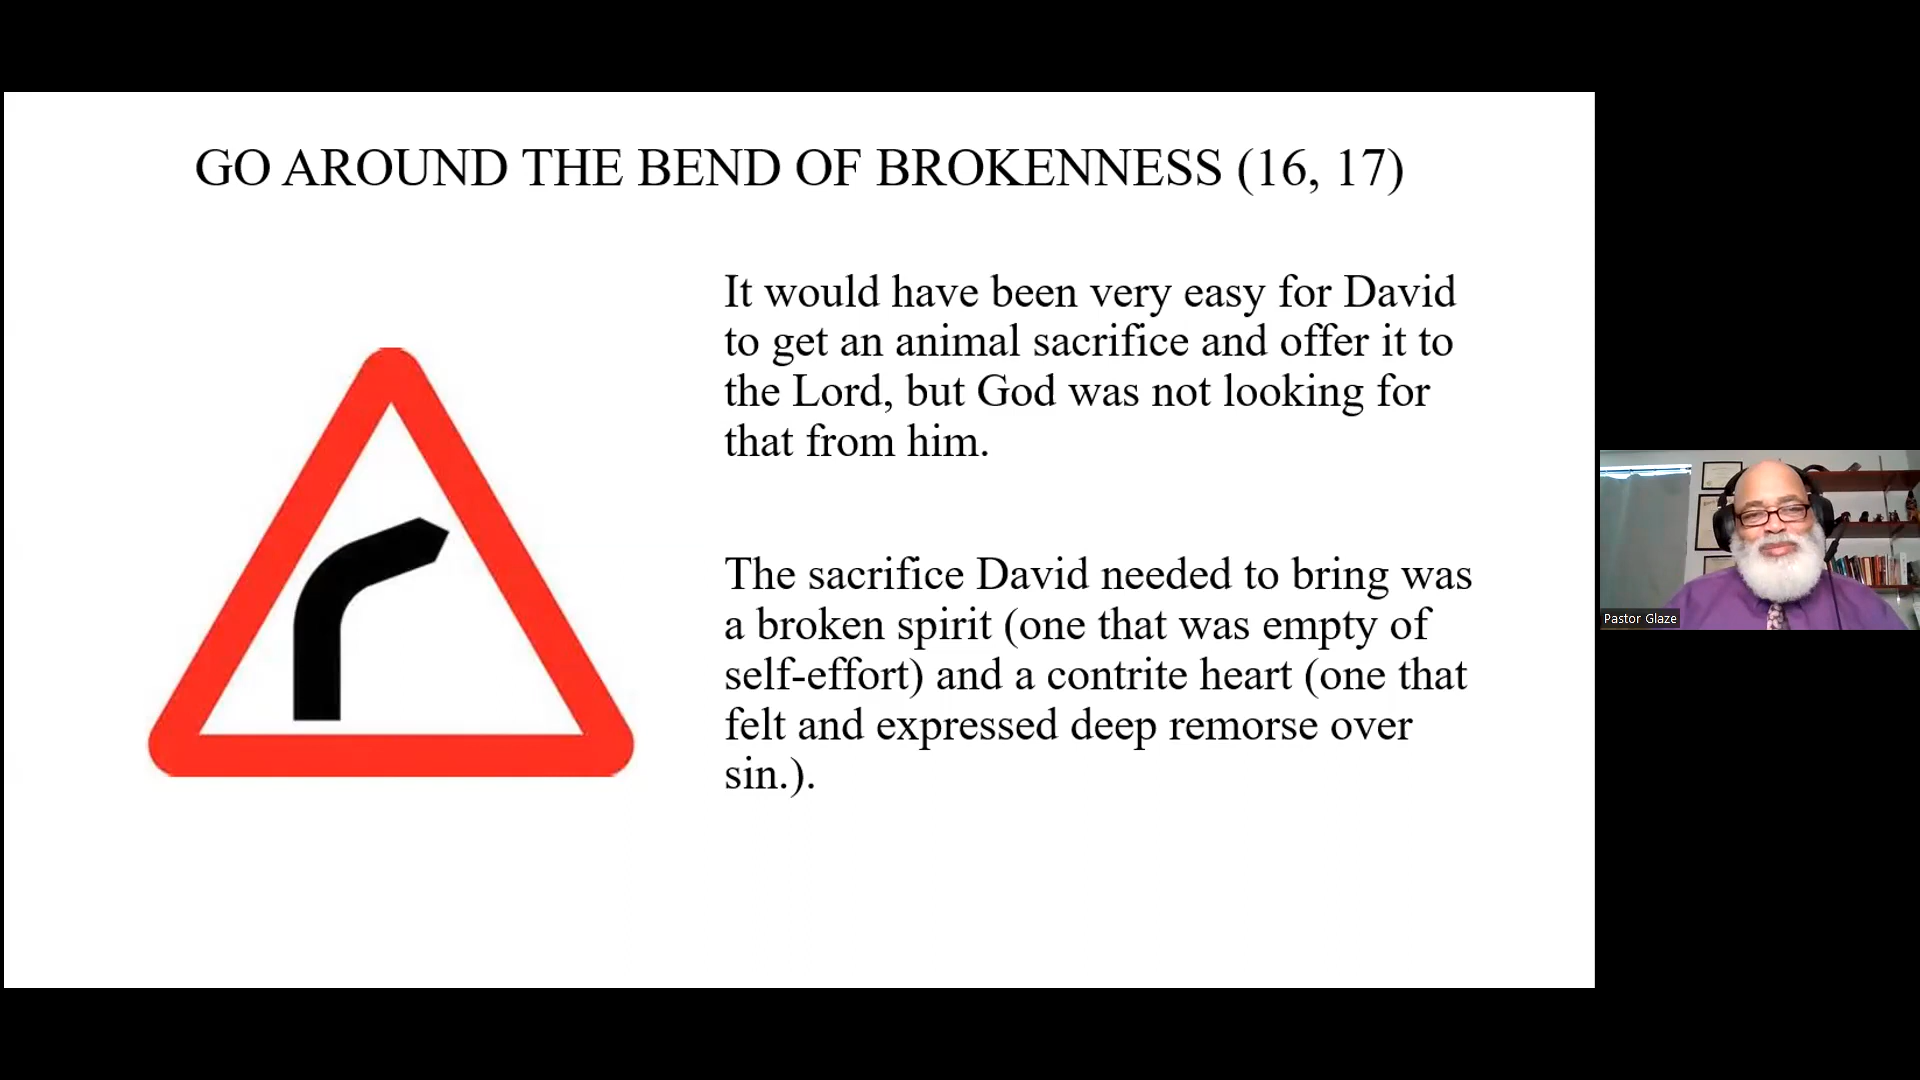 GO AROUND THE BEND OF BROKENNESS (16, 17)
It would have been very easy for David
to get an animal sacrifice and offer it to
the Lord, but God was not looking for
that from him.
The sacrifice David needed to bring was
a broken spirit (one that was empty of
self-effort) and a contrite heart (one that
felt and expressed deep remorse over
sin.).
Pastor Glaze